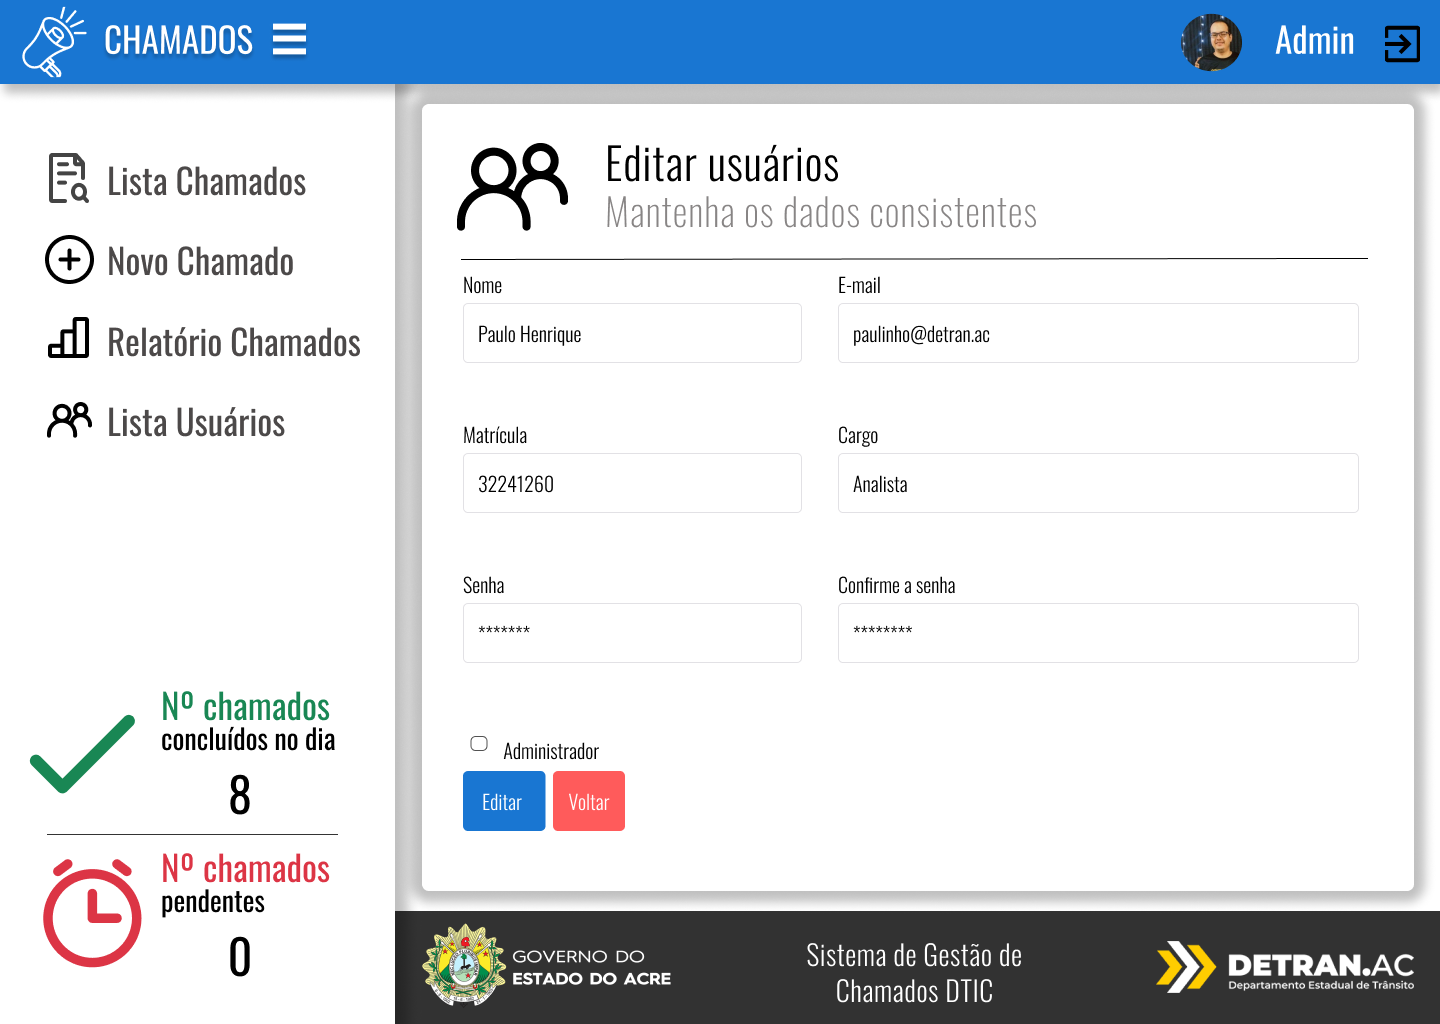 CHAMADOS
Admin
Lista Chamados
Novo Chamado
Relatório Chamados
Lista Usuários
Nº chamados
concluídos no dia
8
Nº chamados
pendentes
0
Editar usuários
Mantenha os dados consistentes
Nome
E-mail
Paulo Henrique
paulinho@detran.ac
Matrícula
Cargo
32241260
Analista
Senha
Confirme a senha
*******
********
Administrador
Editar
Voltar
GOVERNO DO
ESTADO DO ACRE
Sistema de Gestão de
Chamados DTIC
DETRAN.AC
Departamento Estadual de Trânsito